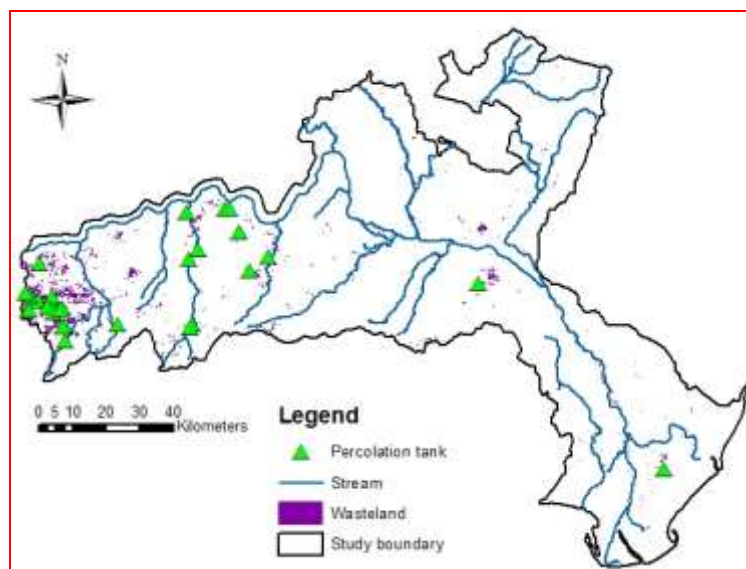 N
0 5 10 20 30 40
Kilometers
Legend
Percolation tank
Stream
Wasteland
Study boundary